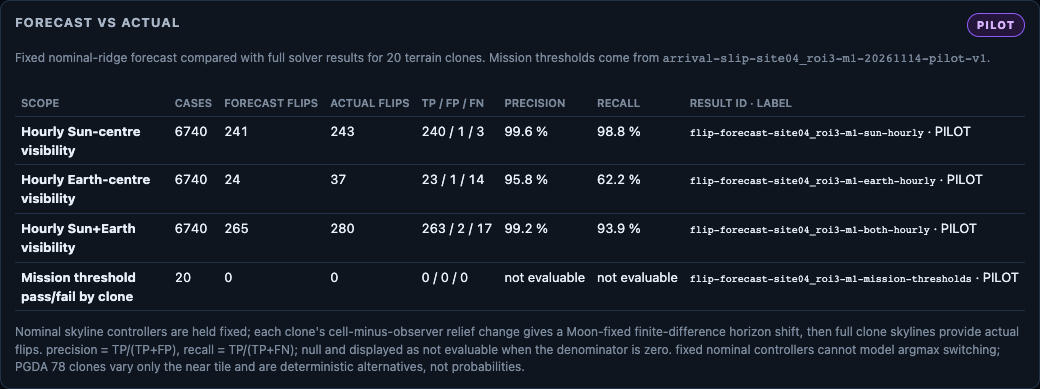 FORECAST VS ACTUAL
PILOT
Fixed nominal-ridge forecast compared with full solver results for 20 terrain clones. Mission thresholds come from arrival-slip-site04_roi3-m1-20261114-pilot-v1.
SCOPE CASES FORECAST FLIPS ACTUAL FLIPS TP / FP / FN PRECISION RECALL RESULT ID · LABEL
Hourly Sun-centre 6740 241 243 240 / 1 / 3 99.6 % 98.8 % flip-forecast-site04_roi3-m1-sun-hourly · PILOT
visibility
Hourly Earth-centre 6740 24 37 23 / 1 / 14 95.8 % 62.2 % flip-forecast-site04_roi3-m1-earth-hourly · PILOT
visibility
Hourly Sun+Earth 6740 265 280 263 / 2 / 17 99.2 % 93.9 % flip-forecast-site04_roi3-m1-both-hourly · PILOT
visibility
Mission threshold 20 0 0 0 / 0 / 0 not evaluable not evaluable flip-forecast-site04_roi3-m1-mission-thresholds · PILOT
pass/fail by clone
Nominal skyline controllers are held fixed; each clone's cell-minus-observer relief change gives a Moon-fixed finite-difference horizon shift, then full clone skylines provide actual
flips. precision = TP/(TP+FP), recall = TP/(TP+FN); null and displayed as not evaluable when the denominator is zero. fixed nominal controllers cannot model argmax switching;
PGDA 78 clones vary only the near tile and are deterministic alternatives, not probabilities.